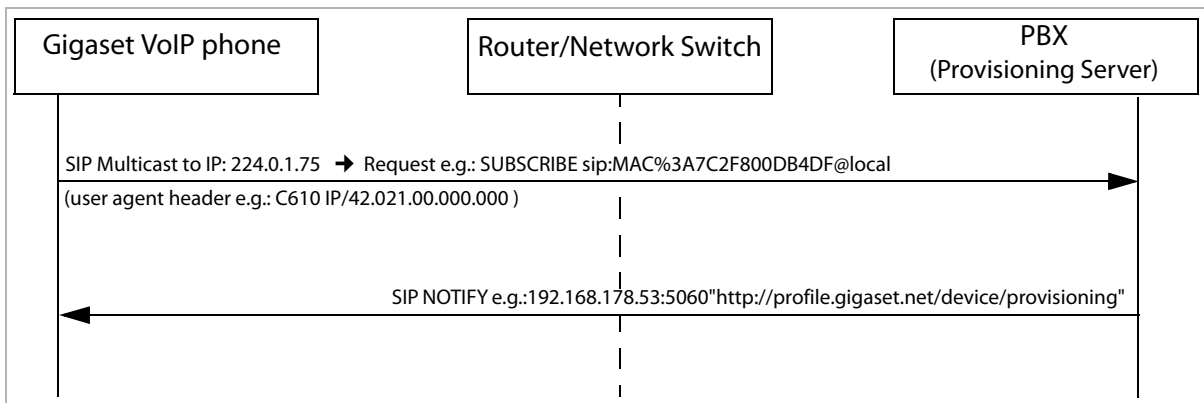 Gigaset VoIP phone
Router/Network Switch
PBX
(Provisioning Server)
SIP Multicast to IP: 224.0.1.75 ➔ Request e.g.: SUBSCRIBE sip:MAC%3A7C2F800DB4DF@local
(user agent header e.g.: C610 IP/42.021.00.000.000 )
SIP NOTIFY e.g.:192.168.178.53:5060"http://profile.gigaset.net/device/provisioning"